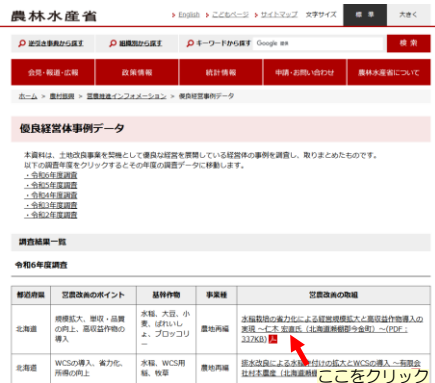 農林水産省
English こどもページ サイトマップ 文字サイズ 標準 大きく
逆引き事典から探す 組織別から探す キーワードから探す Google 検索
会見・報道・広報 政策情報 統計情報 申請・お問い合わせ 農林水産省について
ホーム > 農村振興 > 営農推進インフォメーション > 優良経営事例データ
優良経営体事例データ
本資料は、土地改良事業を契機として優良な経営を展開している経営体の事例を調査し、取りまとめたものです。
以下の調査年度をクリックするとその年度の調査データに移動します。
・令和6年度調査
・令和5年度調査
・令和4年度調査
・令和3年度調査
・令和2年度調査
調査結果一覧
令和6年度調査
都道府県 営農改善のポイント 基幹作物 事業種 営農改善の取組
北海道 規模拡大、単収・品質の向上、高収益作物の導入 水稲、大豆、小麦、ばれいしょ、ブロッコリー 農地再編 水稲栽培の省力化による経営規模拡大と高収益作物導入の実現 ～仁木 宏直氏（北海道瀬棚郡今金町）～(PDF：337KB)
北海道 WCSの導入、省力化、所得の向上 水稲、WCS用稲、牧草 農地再編 排水改良による水稲作付けの拡大とWCSの導入 ～有限会社村本農産（北海道瀬棚
ここをクリック